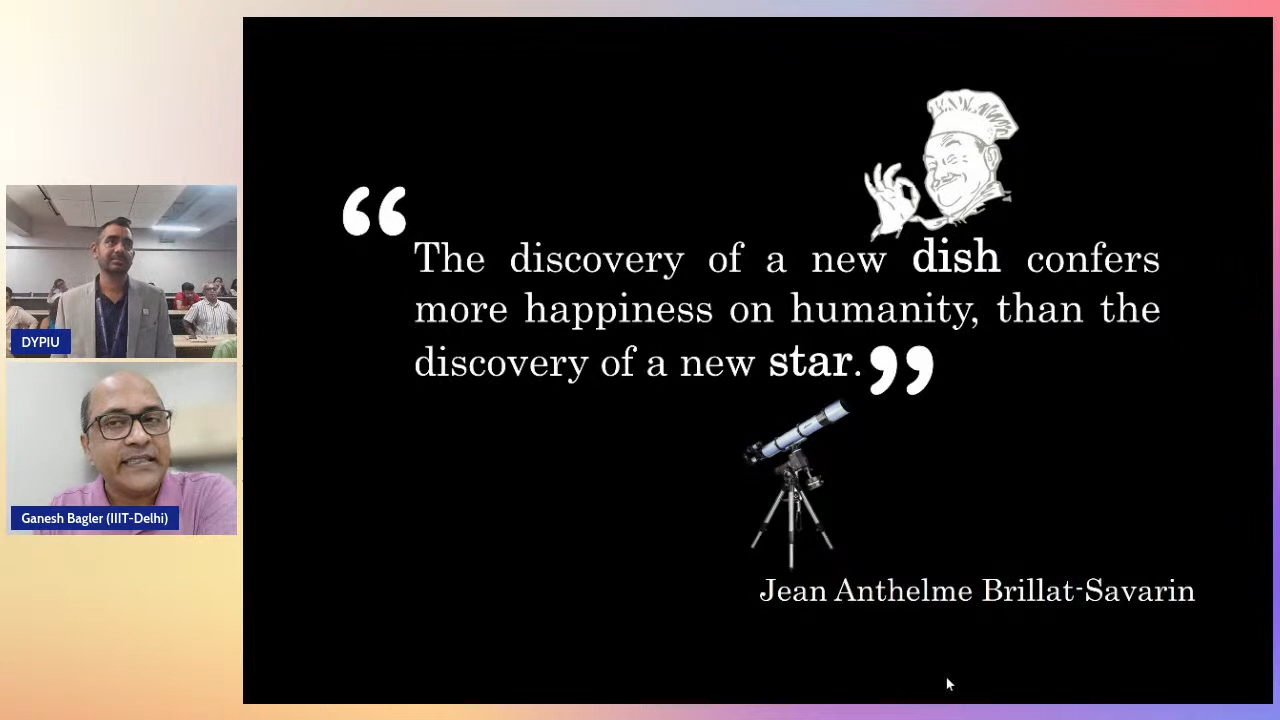 “
The discovery of a new dish confers
more happiness on humanity, than the
discovery of a new star.”
Jean Anthelme Brillat-Savarin
DYPIU
Ganesh Bagler (IIIT-Delhi)